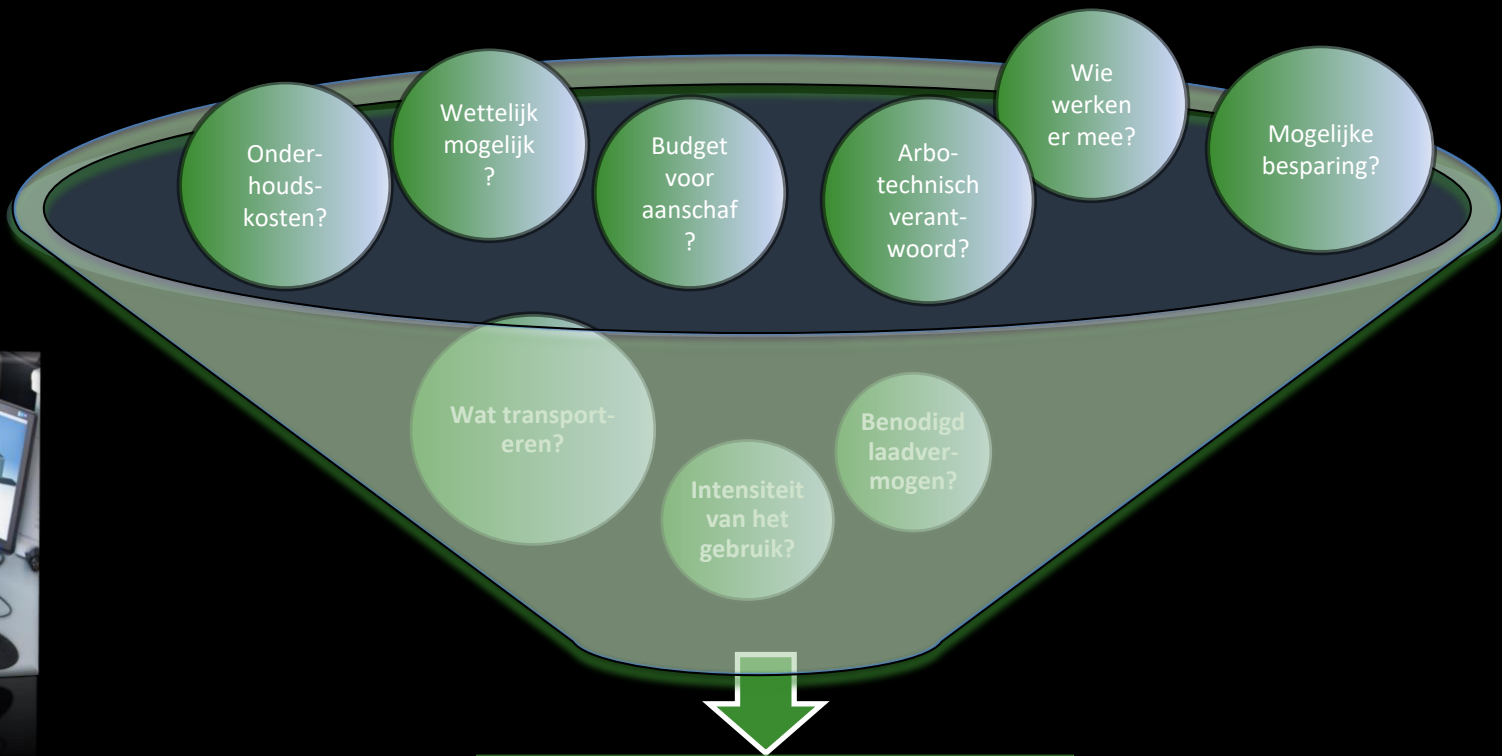 Onder-
houds-
kosten?
Wettelijk
mogelijk
?
Budget
voor
aanschaf
?
Arbo-
technisch
verant-
woord?
Wie
werken
er mee?
Mogelijke
besparing?
Wat transport-
eren?
Intensiteit
van het
gebruik?
Benodigd
laadver-
mogen?